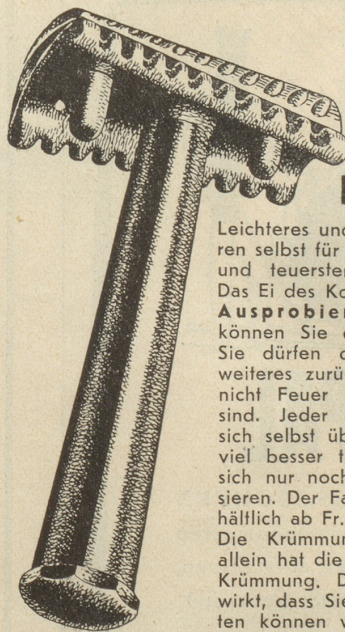 Leichteres und
ren selbst für
und teuerster
Das Ei des Ko
Ausprobier
können Sie
Sie dürfen
weiteres zurü
nicht Feuer
sind. Jeder
sich selbst üb
viel besser
sich nur noch
sieren. Der Fa
hältlich ab Fr.
Die Krümmun
allein hat die
Krümmung. D
wirkt, dass Sie
ten können